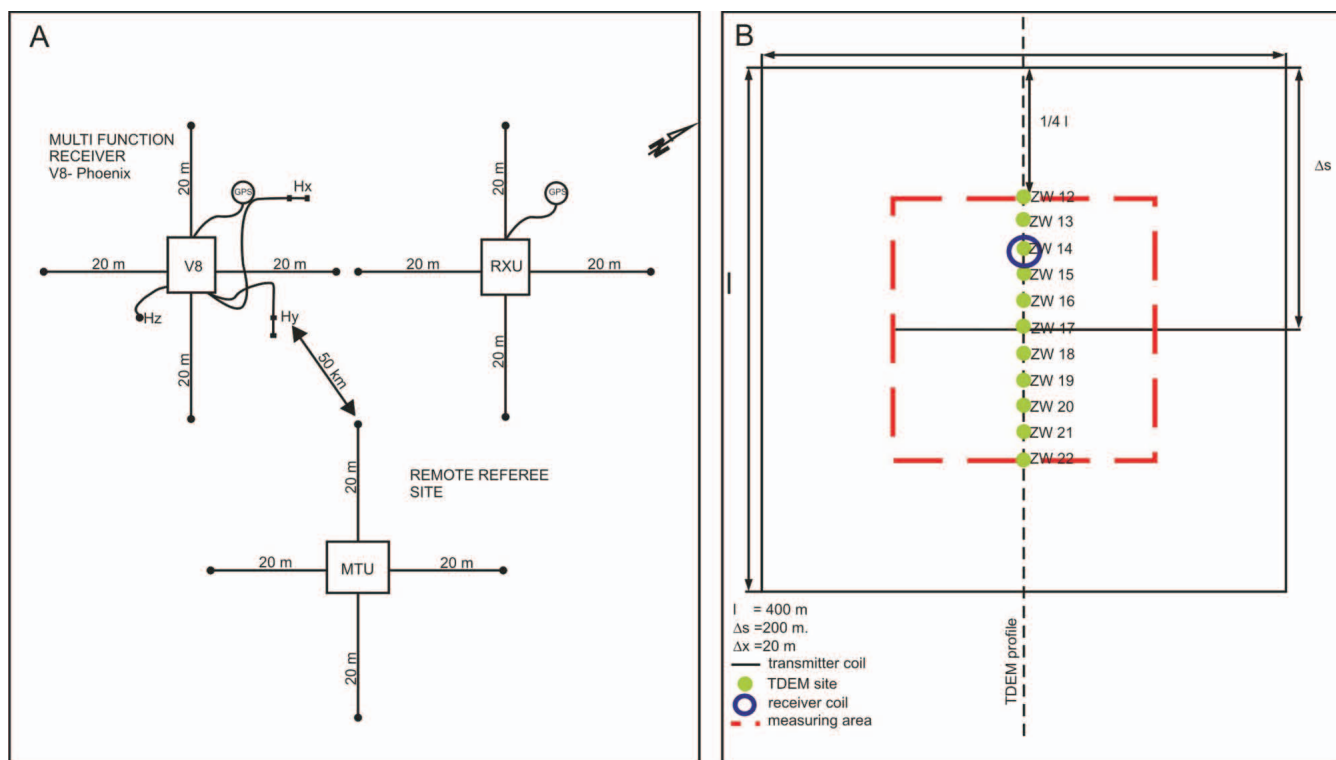 A
MULTI FUNCTION
RECEIVER
V8- Phoenix
20 m
GPS
Hx
20 m
V8
20 m
Hz
Hy
20 m
N
20 m
GPS
20 m
RXU
20 m
20 m
50 km
REMOTE REFEREE
SITE
20 m
20 m
MTU
20 m
20 m
B
1/4 l
Δs
l
ZW 12
ZW 13
ZW 14
ZW 15
ZW 16
ZW 17
ZW 18
ZW 19
ZW 20
ZW 21
ZW 22
TDEM profile
l = 400 m
Δs =200 m.
Δx =20 m
transmitter coil
TDEM site
receiver coil
measuring area